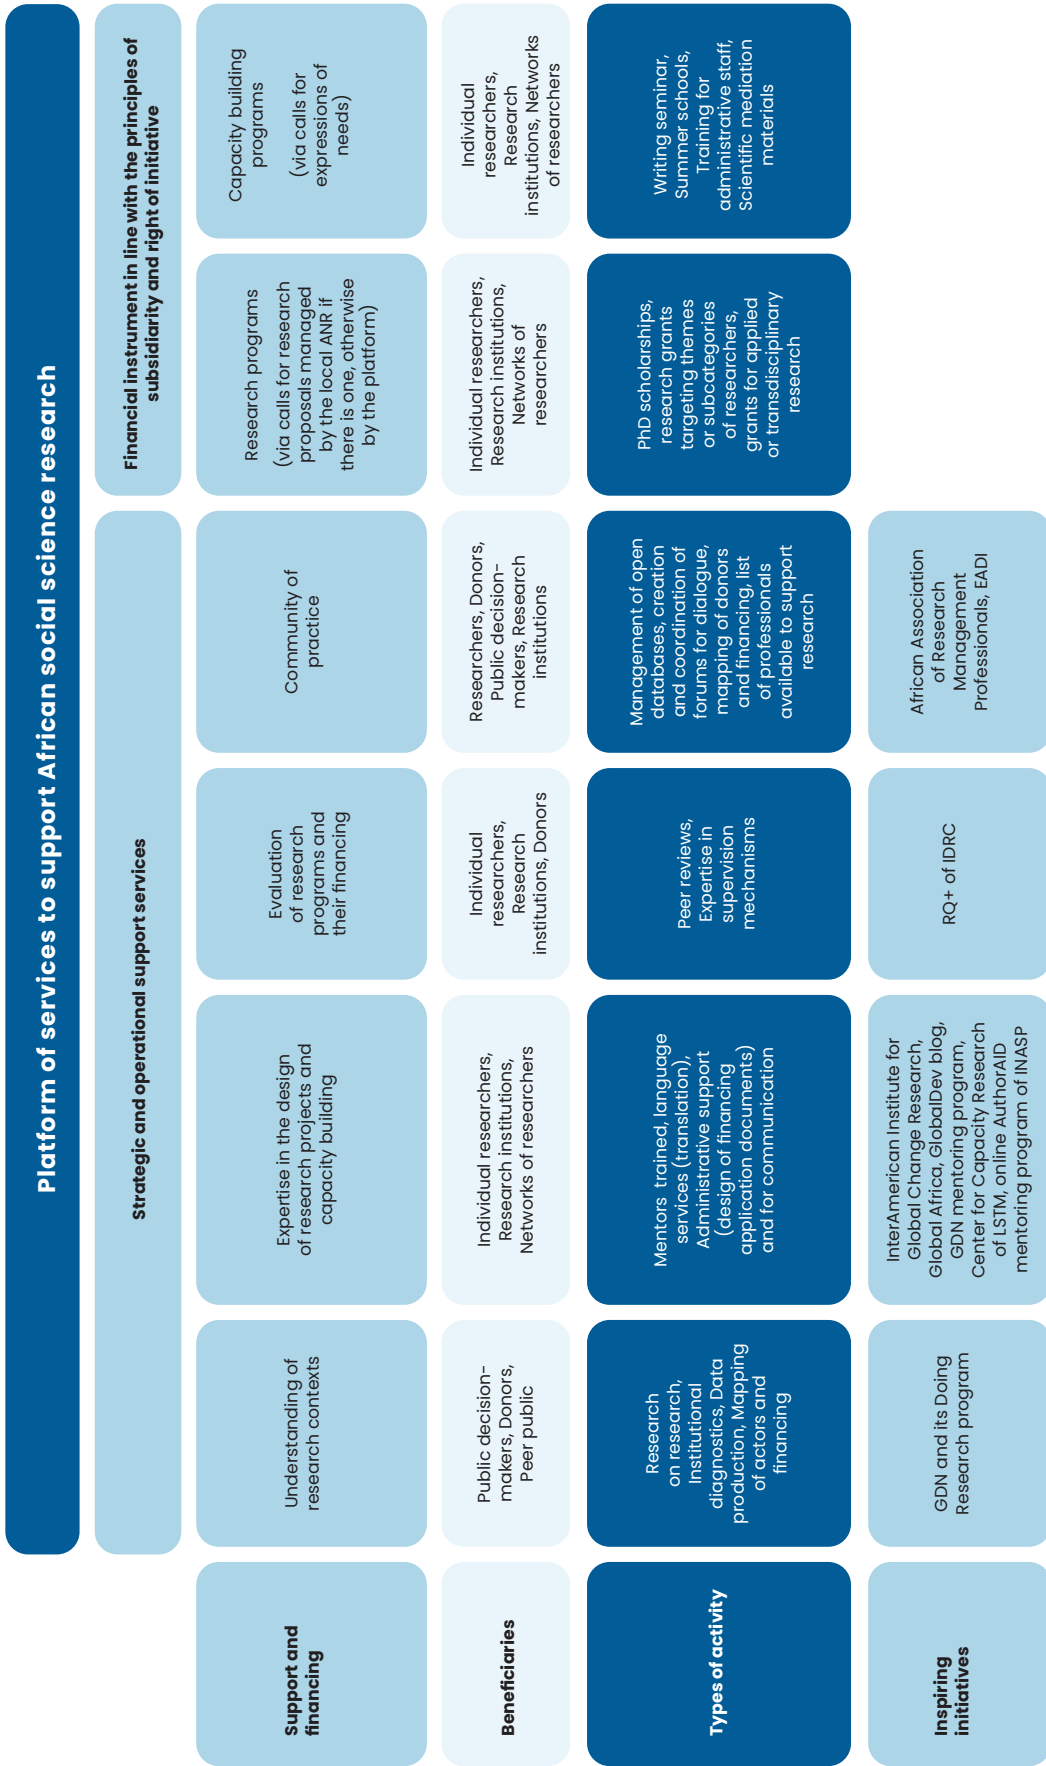 Platform of services to support African social science research
Strategic and operational support services
Financial instrument in line with the principles of
subsidiarity and right of initiative
Support and
financing
Understanding of
research contexts
Expertise in the design
of research projects and
capacity building
Evaluation
of research
programs and
their financing
Community of
practice
Research programs
(via calls for research
proposals managed
by the local ANR if
there is one, otherwise
by the platform)
Capacity building
programs
(via calls for
expressions of
needs)
Beneficiaries
Public decision-
makers, Donors,
Peer public
Individual researchers,
Research institutions,
Networks of researchers
Individual
researchers,
Research
institutions, Donors
Researchers, Donors,
Public decision-
makers, Research
institutions
Individual researchers,
Research institutions,
Networks of
researchers
Individual
researchers,
Research
institutions, Networks
of researchers
Types of activity
Research
on research,
Institutional
diagnostics, Data
production, Mapping
of actors and
financing
Mentors trained, language
services (translation),
Administrative support
(design of financing
application documents)
and for communication
Peer reviews,
Expertise in
supervision
mechanisms
Management of open
databases, creation
and coordination of
forums for dialogue,
mapping of donors
and financing, list
of professionals
available to support
research
PhD scholarships,
research grants
targeting themes
or subcategories
of researchers,
grants for applied
or transdisciplinary
research
Writing seminar,
Summer schools,
Training for
administrative staff,
Scientific mediation
materials
Inspiring
initiatives
GDN and its Doing
Research program
InterAmerican Institute for
Global Change Research,
Global Africa, GlobalDev blog,
GDN mentoring program,
Center for Capacity Research
of LSTM, online AuthorAID
mentoring program of INASP
RQ+ of IDRC
African Association
of Research
Management
Professionals, EADI